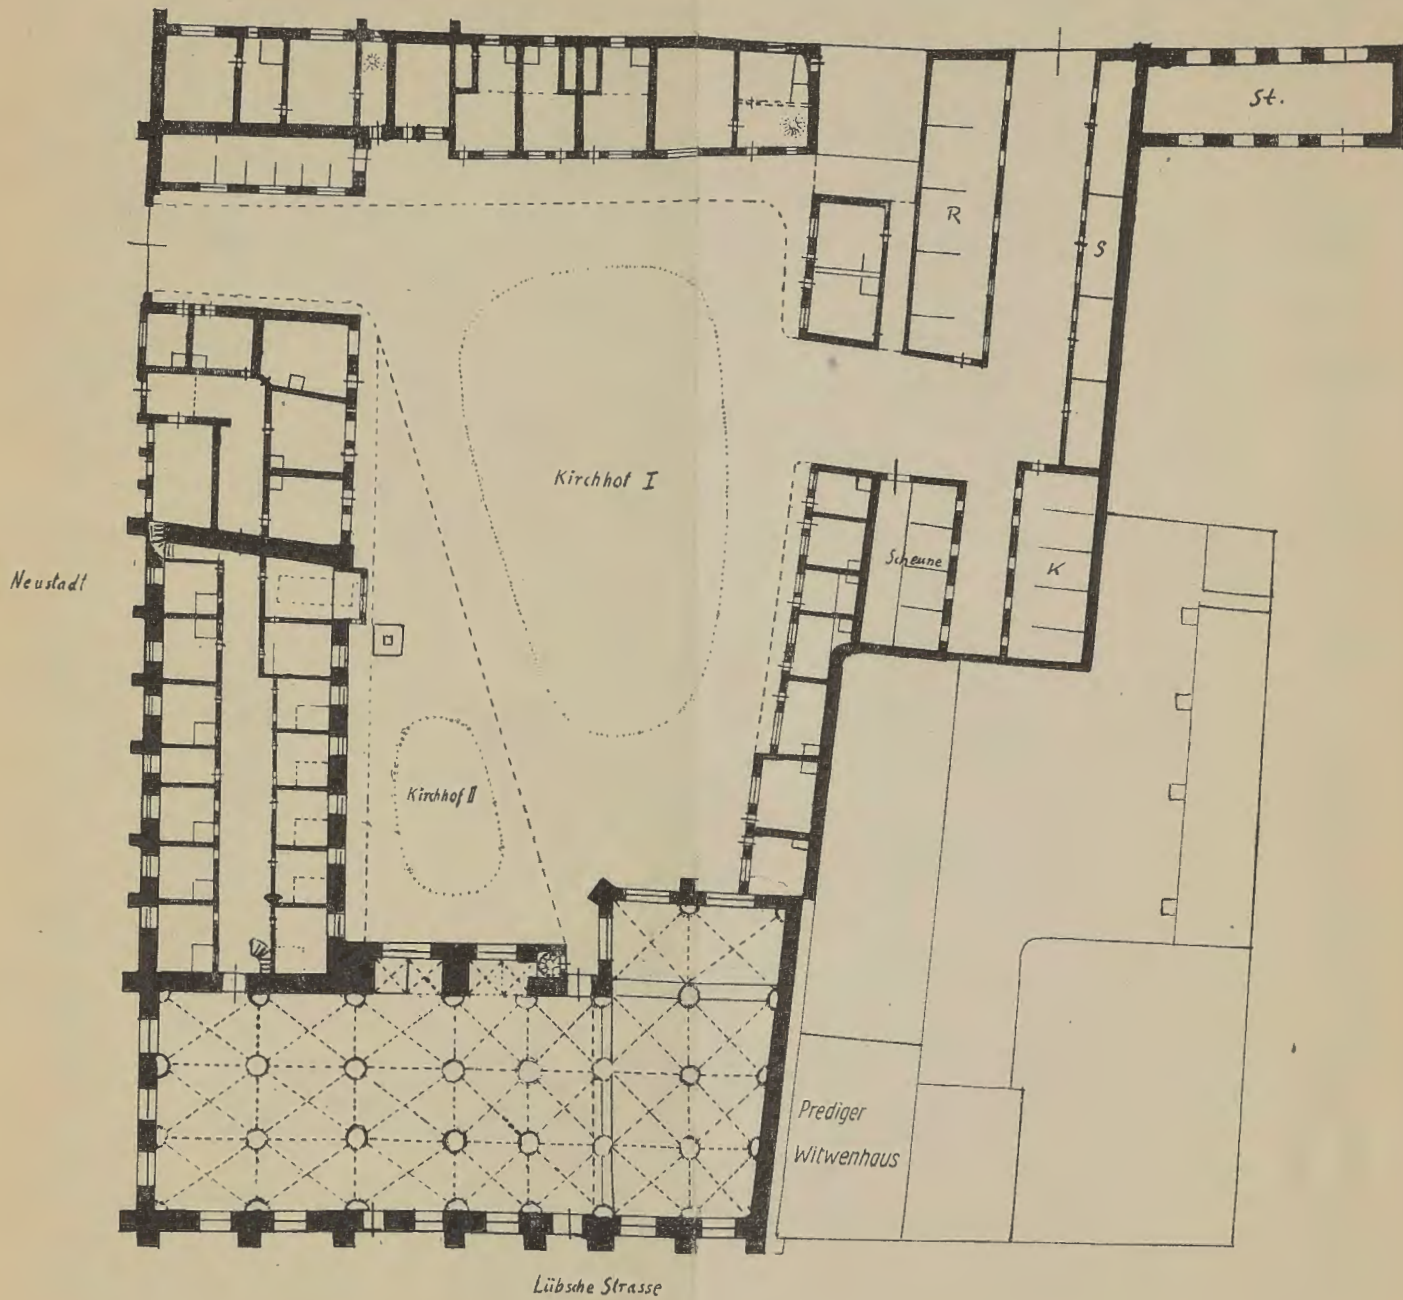 St.
R
S
Kirchhof I
Scheune
K
Neustadt
Kirchhof II
Prediger
Witwenhaus
Lübsche Strasse